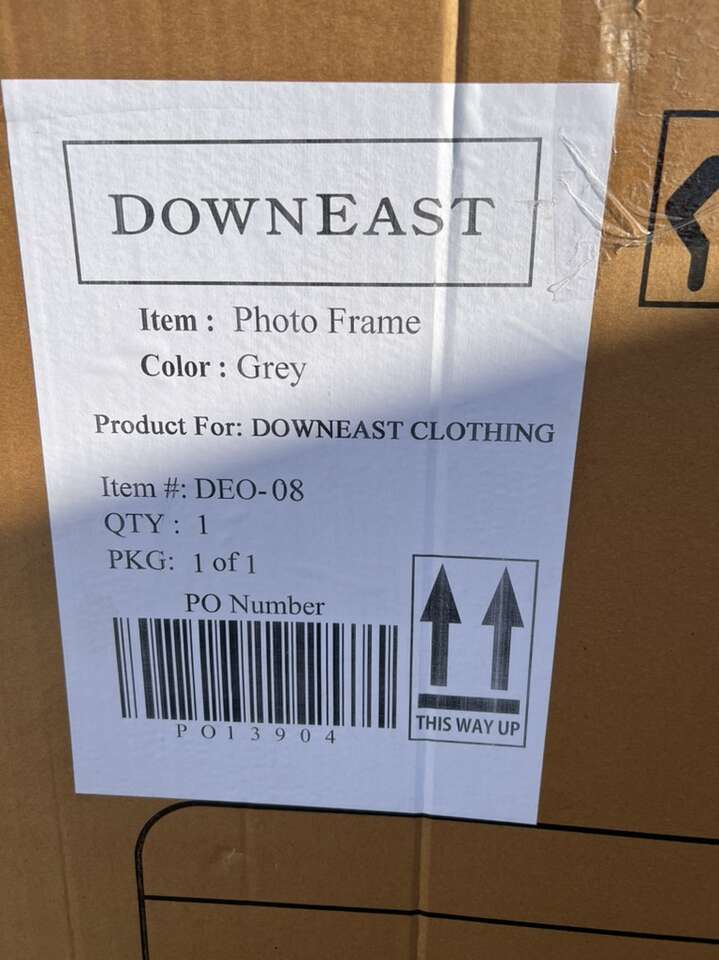 DOWNEAST
Item : Photo Frame
Color : Grey
Product For: DOWNEAST CLOTHING
Item #: DEO-08
QTY : 1
PKG: 1 of 1
PO Number
PO13904
THIS WAY UP